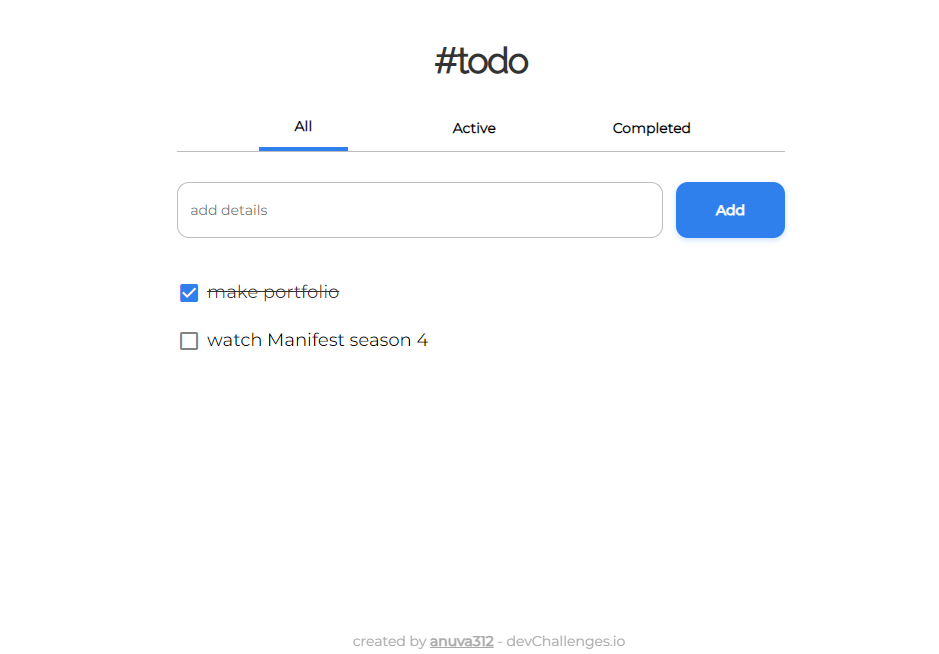 #todo
All Active Completed
add details Add
make portfolio
watch Manifest season 4
created by anuva312 - devChallenges.io